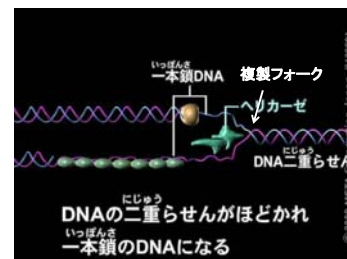 いっぽんさ
一本鎖DNA
複製フォーク
ヘリカーゼ
にじゅう
DNA二重らせん
にじゅう
DNAの二重らせんがほどかれ
いっぽんさ
一本鎖のDNAになる